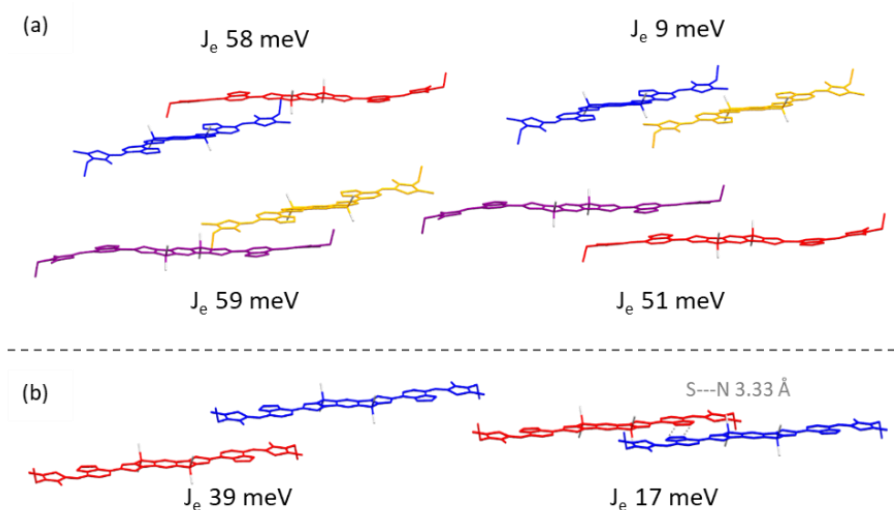 (a)
Jₑ 58 meV
Jₑ 9 meV
Jₑ 59 meV
Jₑ 51 meV
(b)
S---N 3.33 Å
Jₑ 39 meV
Jₑ 17 meV